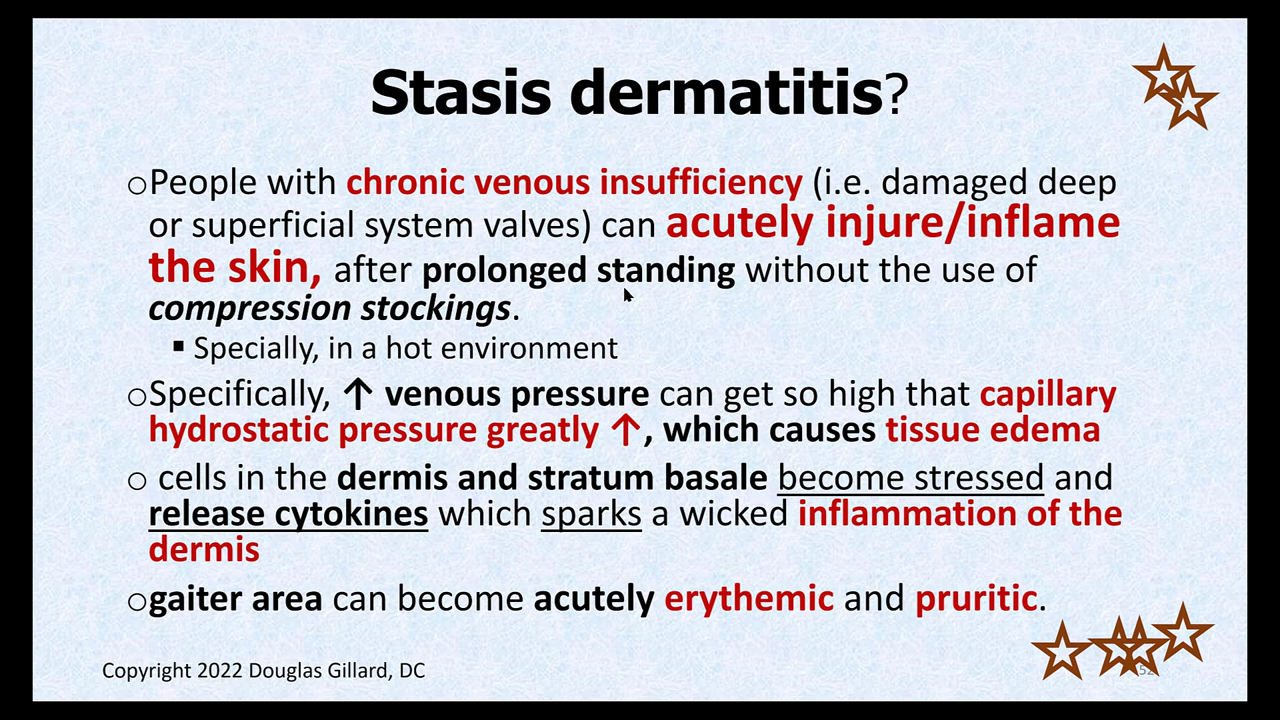 Stasis dermatitis?
oPeople with chronic venous insufficiency (i.e. damaged deep
or superficial system valves) can acutely injure/inflame
the skin, after prolonged standing without the use of
compression stockings.
▪ Specially, in a hot environment
oSpecifically, ↑ venous pressure can get so high that capillary
hydrostatic pressure greatly ↑, which causes tissue edema
o cells in the dermis and stratum basale become stressed and
release cytokines which sparks a wicked inflammation of the
dermis
ogaiter area can become acutely erythemic and pruritic.
Copyright 2022 Douglas Gillard, DC